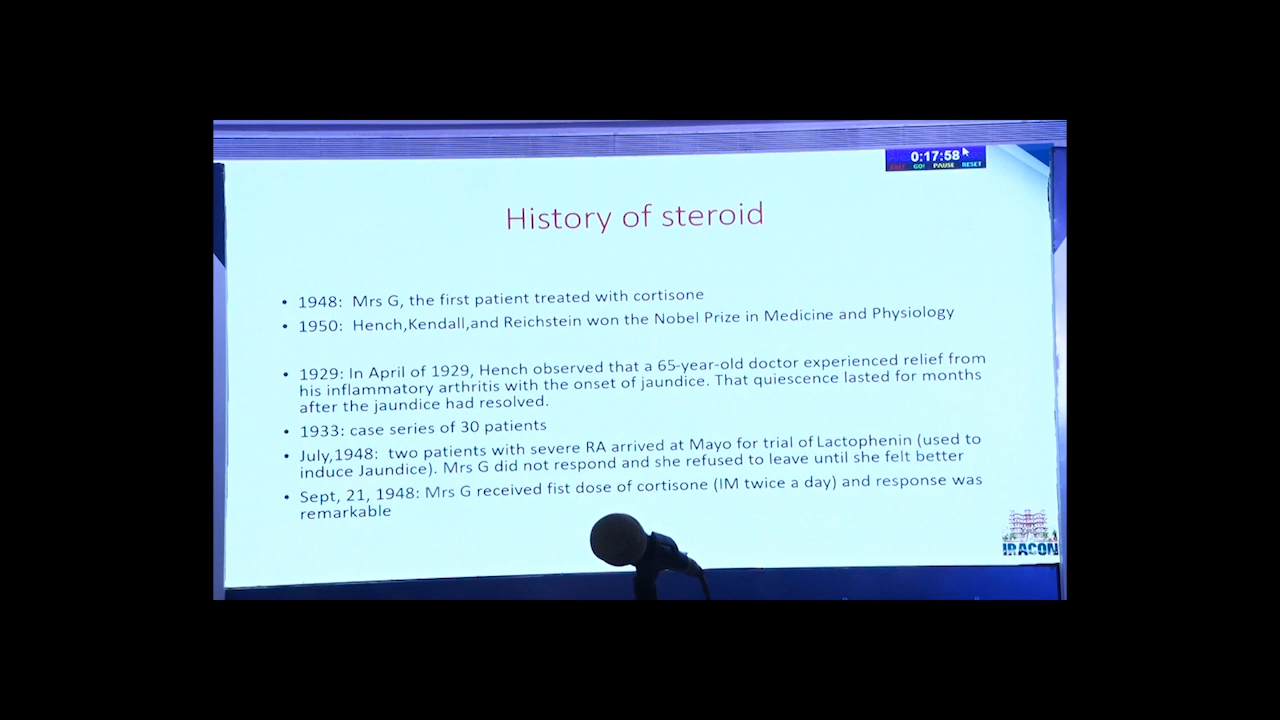 0:17:58
EXIT GO! PAUSE RESET
History of steroid
• 1948: Mrs G, the first patient treated with cortisone
• 1950: Hench,Kendall,and Reichstein won the Nobel Prize in Medicine and Physiology
• 1929: In April of 1929, Hench observed that a 65-year-old doctor experienced relief from
his inflammatory arthritis with the onset of jaundice. That quiescence lasted for months
after the jaundice had resolved.
• 1933: case series of 30 patients
• July,1948: two patients with severe RA arrived at Mayo for trial of Lactophenin (used to
induce Jaundice). Mrs G did not respond and she refused to leave until she felt better
• Sept, 21, 1948: Mrs G received fist dose of cortisone (IM twice a day) and response was
remarkable
IRACON